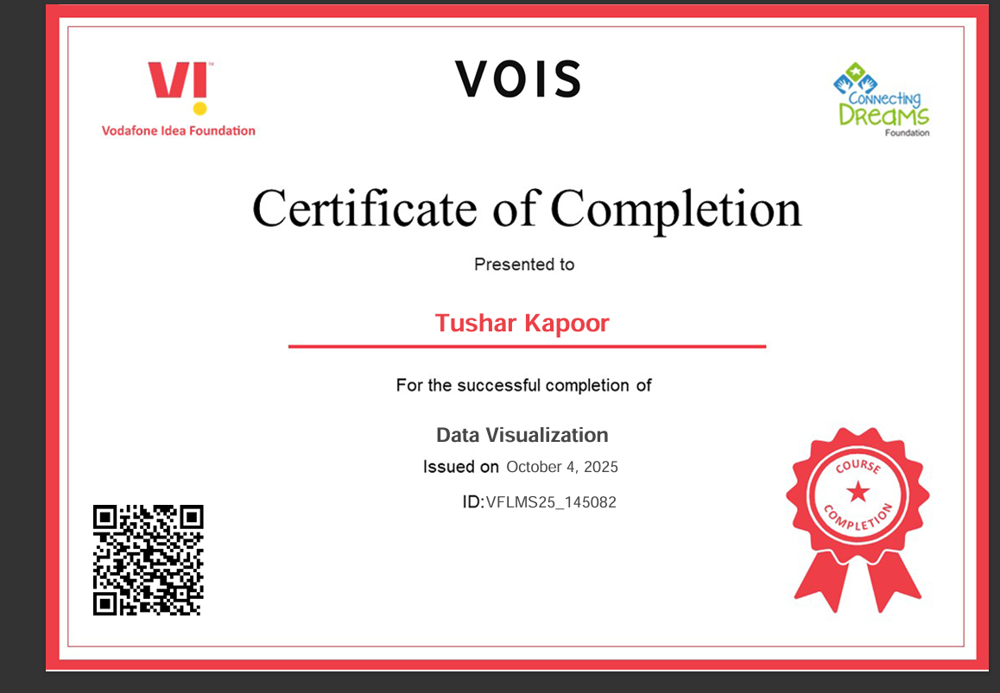 VI™
Vodafone Idea Foundation
VOIS
Connecting
Dreams
Foundation
Certificate of Completion
Presented to
Tushar Kapoor
For the successful completion of
Data Visualization
Issued on October 4, 2025
ID:VFLMS25_145082
COURSE
COMPLETION